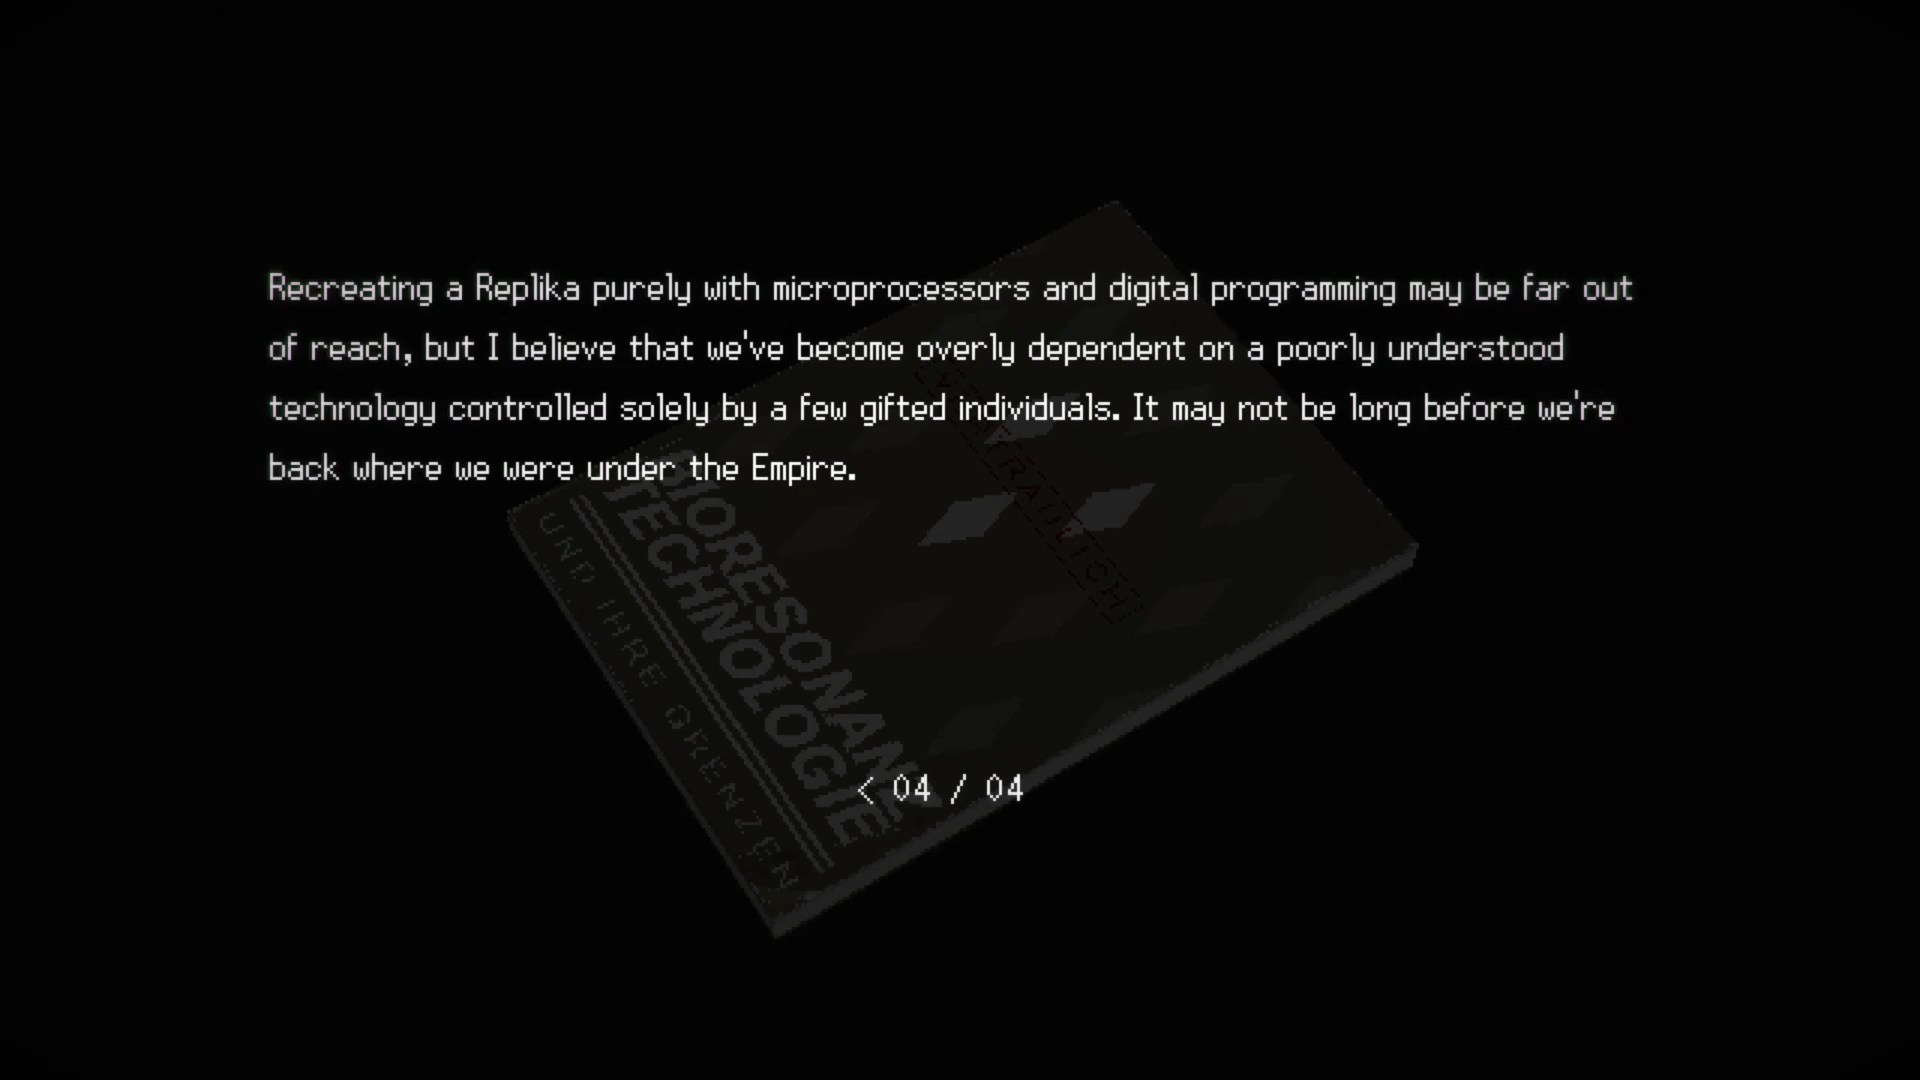 Recreating a Replika purely with microprocessors and digital programming may be far out
of reach, but I believe that we've become overly dependent on a poorly understood
technology controlled solely by a few gifted individuals. It may not be long before we're
back where we were under the Empire.
VERTRAULICH
BIORESONANZ
TECHNOLOGIE
UND IHRE GRENZEN
< 04 / 04